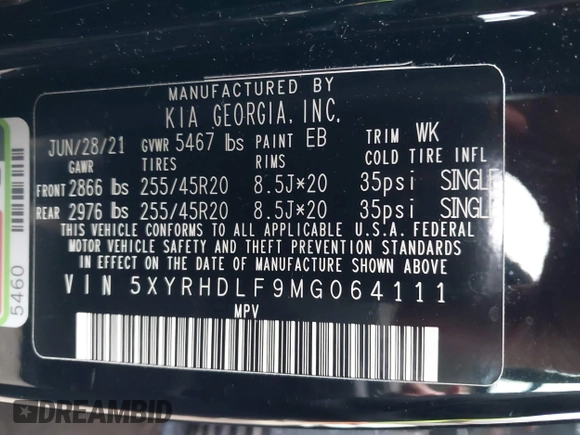 MANUFACTURED BY
KIA GEORGIA, INC.
JUN/28/21 GVWR 5467 lbs PAINT EB TRIM WK
GAWR TIRES RIMS COLD TIRE INFL
FRONT 2866 lbs 255/45R20 8.5J*20 35psi SINGLE
REAR 2976 lbs 255/45R20 8.5J*20 35psi SINGLE
THIS VEHICLE CONFORMS TO ALL APPLICABLE U.S.A. FEDERAL
MOTOR VEHICLE SAFETY AND THEFT PREVENTION STANDARDS
IN EFFECT ON THE DATE OF MANUFACTURE SHOWN ABOVE.
VIN 5XYRHDLF9MG064111
MPV
5460
DREAMBID